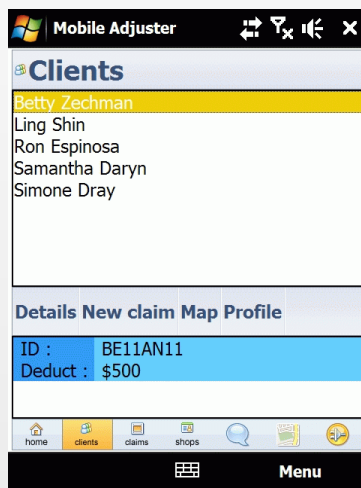 Mobile Adjuster
Clients
Betty Zechman
Ling Shin
Ron Espinosa
Samantha Daryn
Simone Dray
Details New claim Map Profile
ID : BE11AN11
Deduct : $500
home clients claims shops
Menu